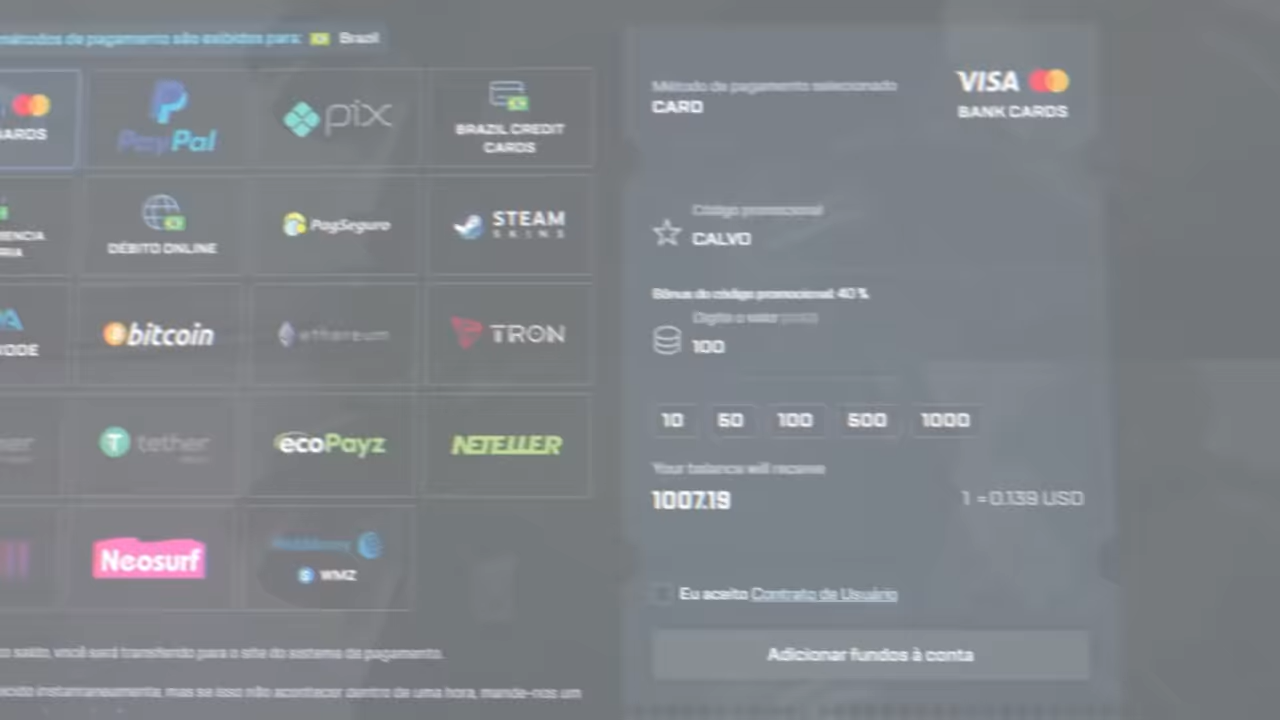 métodos de pagamento são exibidos para: Brazil
CARDS
PayPal
pix
BRAZIL CREDIT
CARDS
DÉBITO ONLINE
PagSeguro
STEAM
SKINS
bitcoin
ethereum
TRON
tether
ecoPayz
NETELLER
Neosurf
WebMoney
WMZ
saldo, você será transferido para o site do sistema de pagamento.
instantaneamente, mas se isso não acontecer dentro de uma hora, mande-nos um
Método de pagamento selecionado
CARD
VISA
BANK CARDS
Código promocional
CALVO
Bônus do código promocional: 40 %
Digite o valor
100
10 50 100 500 1000
Your balance will receive
1007.19
1 = 0.139 USD
Eu aceito Contrato de Usuário
Adicionar fundos à conta